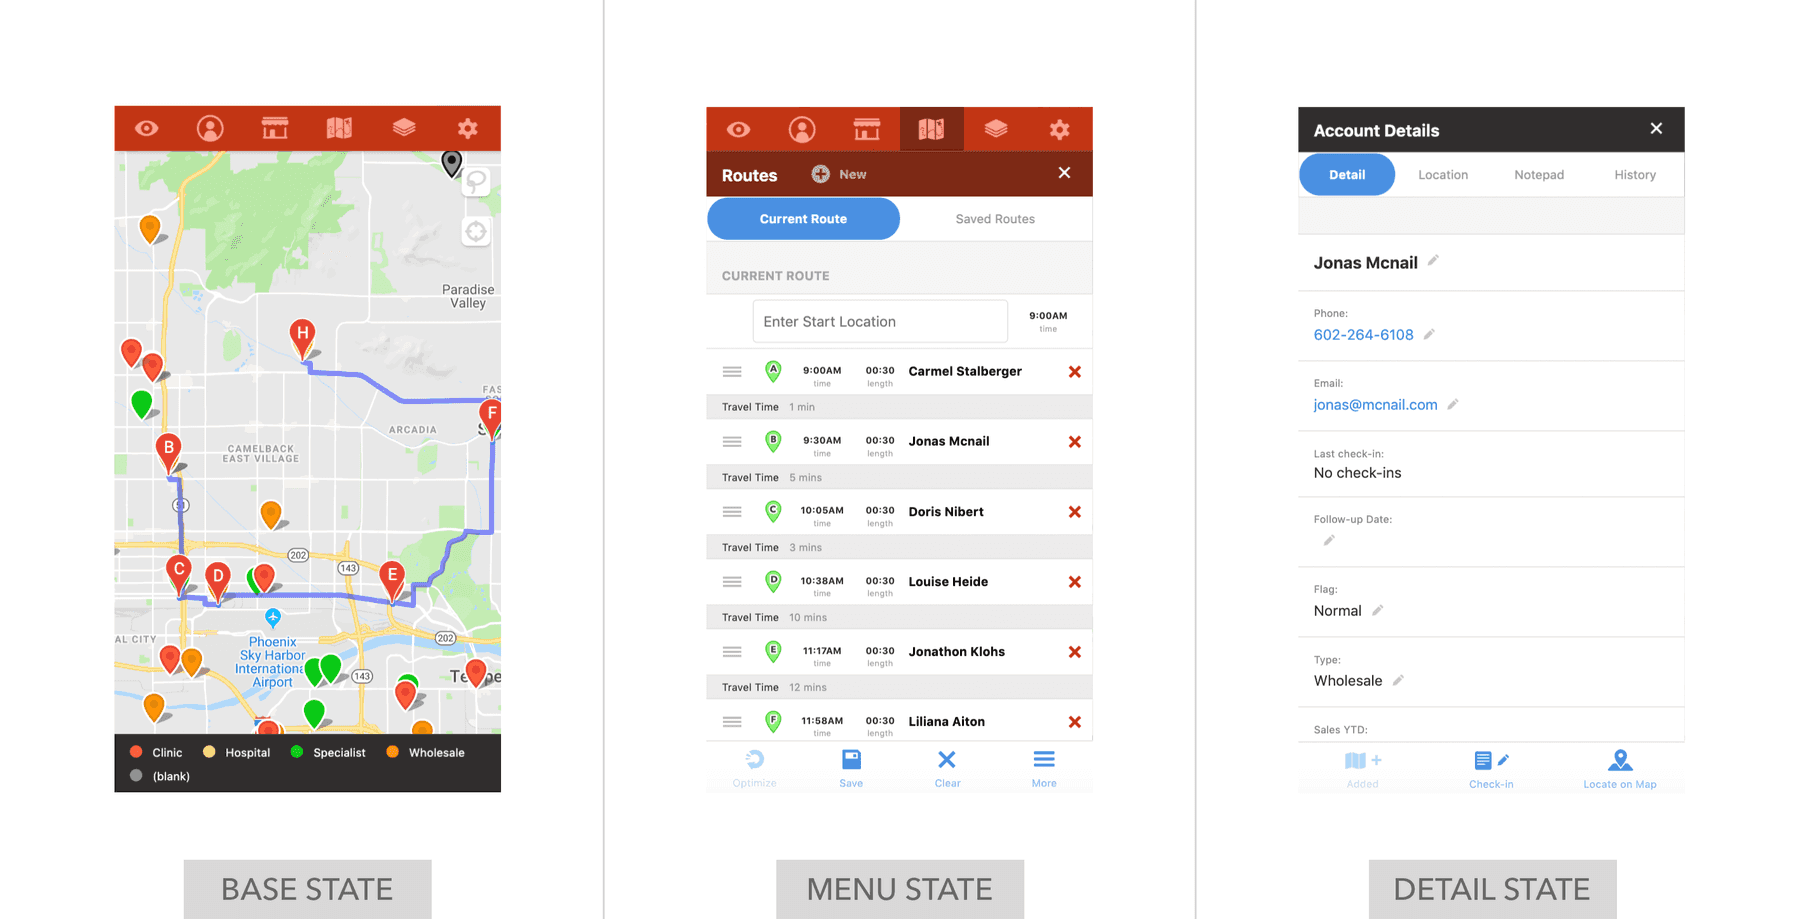 Paradise
Valley
H
FAS
F
S
ARCADIA
B
CAMELBACK
EAST VILLAGE
51
202
143
C
D
E
202
AL CITY
Phoenix
Sky Harbor
Internationa
Airport
143
Te pe
Clinic
Hospital
Specialist
Wholesale
(blank)
BASE STATE
Routes
New
Current Route
Saved Routes
CURRENT ROUTE
Enter Start Location
9:00AM
time
A
9:00AM
time
00:30
length
Carmel Stalberger
Travel Time 1 min
B
9:30AM
time
00:30
length
Jonas Mcnail
Travel Time 5 mins
C
10:05AM
time
00:30
length
Doris Nibert
Travel Time 3 mins
D
10:38AM
time
00:30
length
Louise Heide
Travel Time 10 mins
E
11:17AM
time
00:30
length
Jonathon Klohs
Travel Time 12 mins
F
11:58AM
time
00:30
length
Liliana Aiton
Optimize
Save
Clear
More
MENU STATE
Account Details
Detail
Location
Notepad
History
Jonas Mcnail
Phone:
602-264-6108
Email:
jonas@mcnail.com
Last check-in:
No check-ins
Follow-up Date:
Flag:
Normal
Type:
Wholesale
Sales YTD:
Added
Check-in
Locate on Map
DETAIL STATE